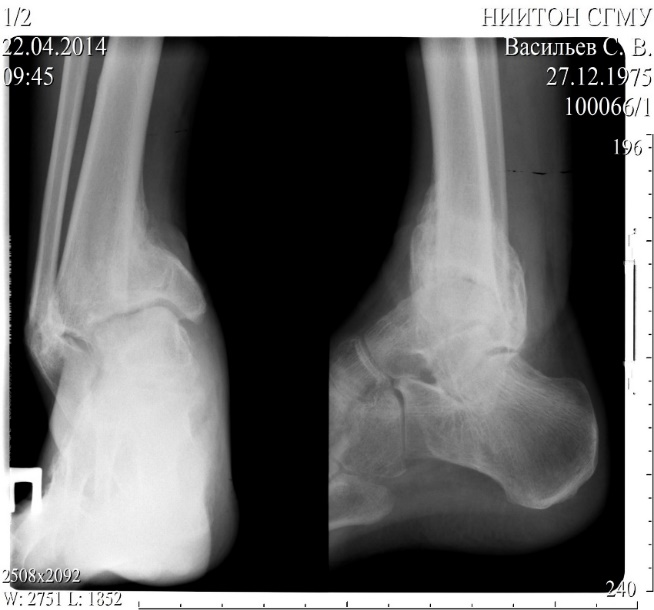 1/2
НИИТОН СГМУ
22.04.2014
Васильев С. В.
09:45
27.12.1975
100066/1
196
240
2508x2092
W: 2751 L: 1852